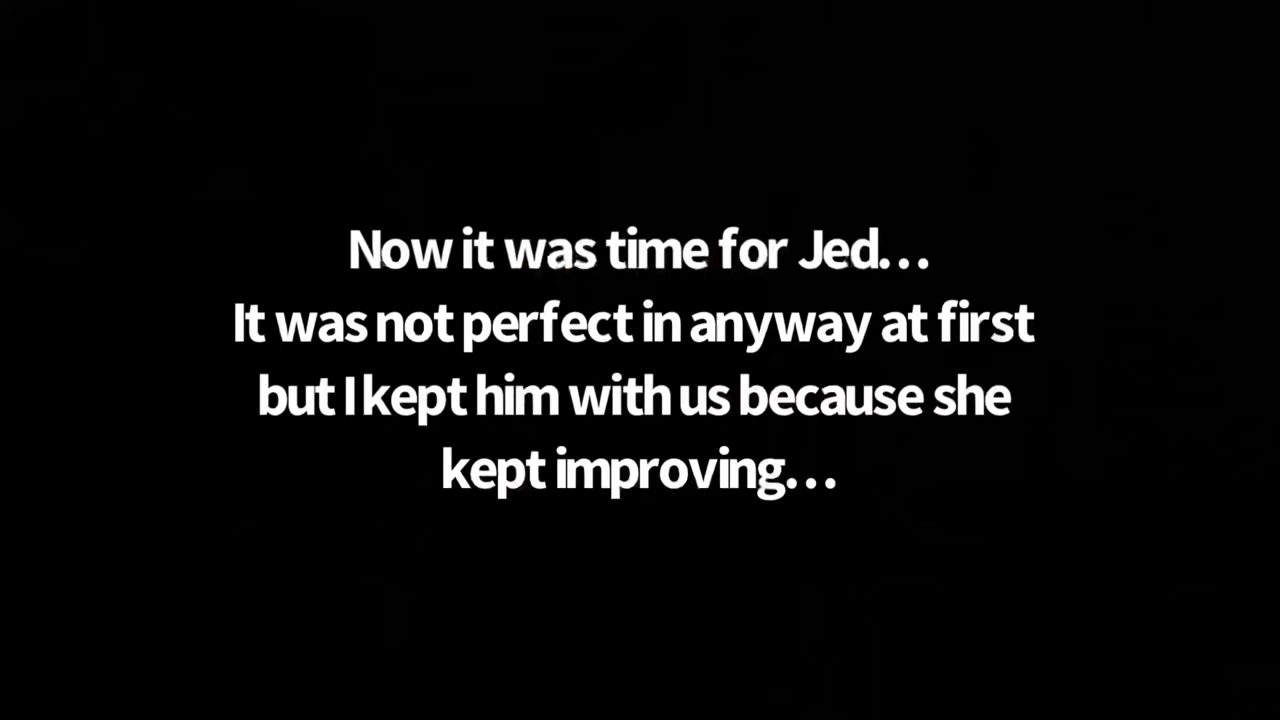 Now it was time for Jed…
It was not perfect in anyway at first
but I kept him with us because she
kept improving…